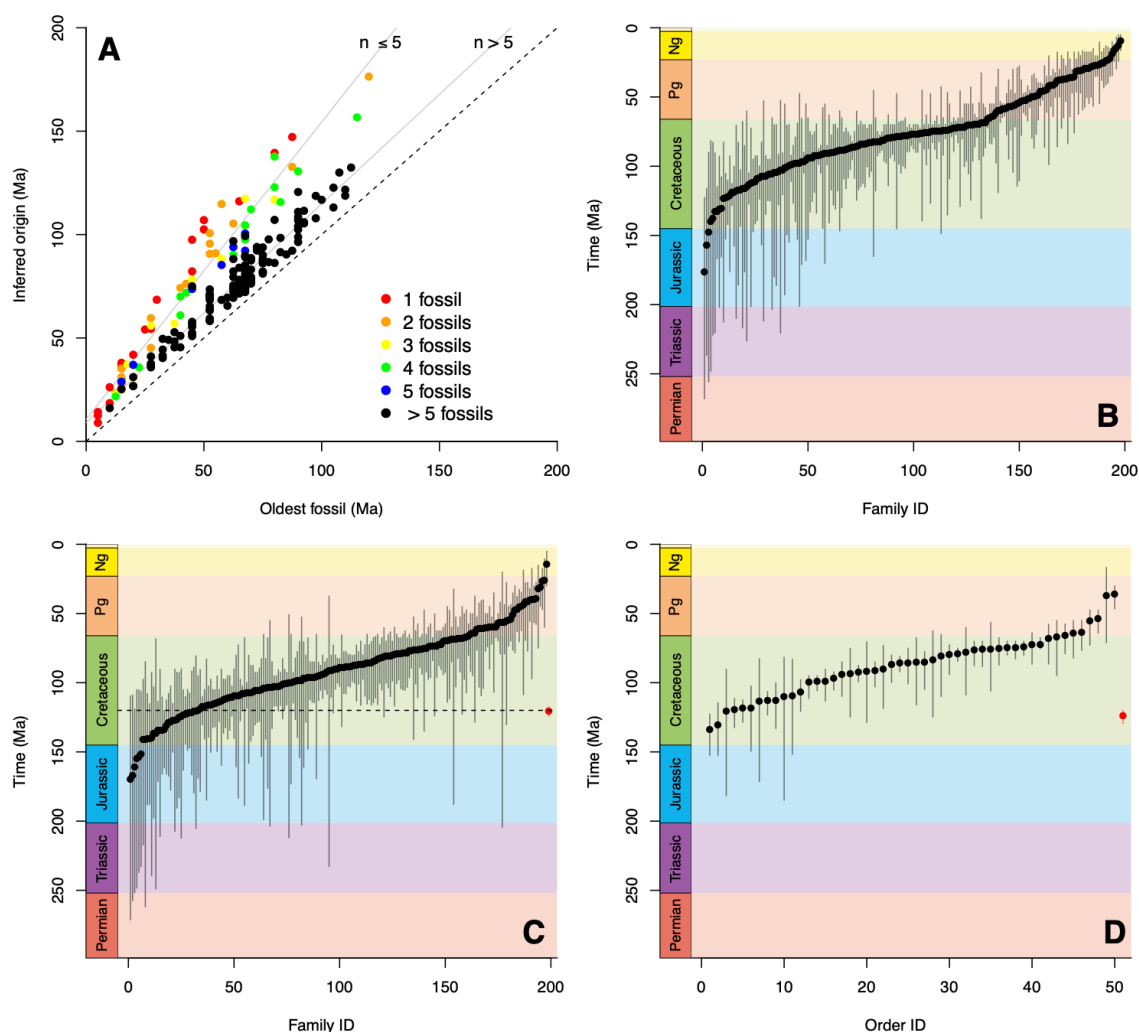 A
n ≤ 5
n > 5
200
150
100
50
0
Inferred origin (Ma)
1 fossil
2 fossils
3 fossils
4 fossils
5 fossils
> 5 fossils
0
50
100
150
200
Oldest fossil (Ma)
B
0
50
100
150
200
250
Time (Ma)
Ng
Pg
Cretaceous
Jurassic
Triassic
Permian
0
50
100
150
200
Family ID
C
0
50
100
150
200
250
Time (Ma)
Ng
Pg
Cretaceous
Jurassic
Triassic
Permian
0
50
100
150
200
Family ID
D
0
50
100
150
200
250
Time (Ma)
Ng
Pg
Cretaceous
Jurassic
Triassic
Permian
0
10
20
30
40
50
Order ID